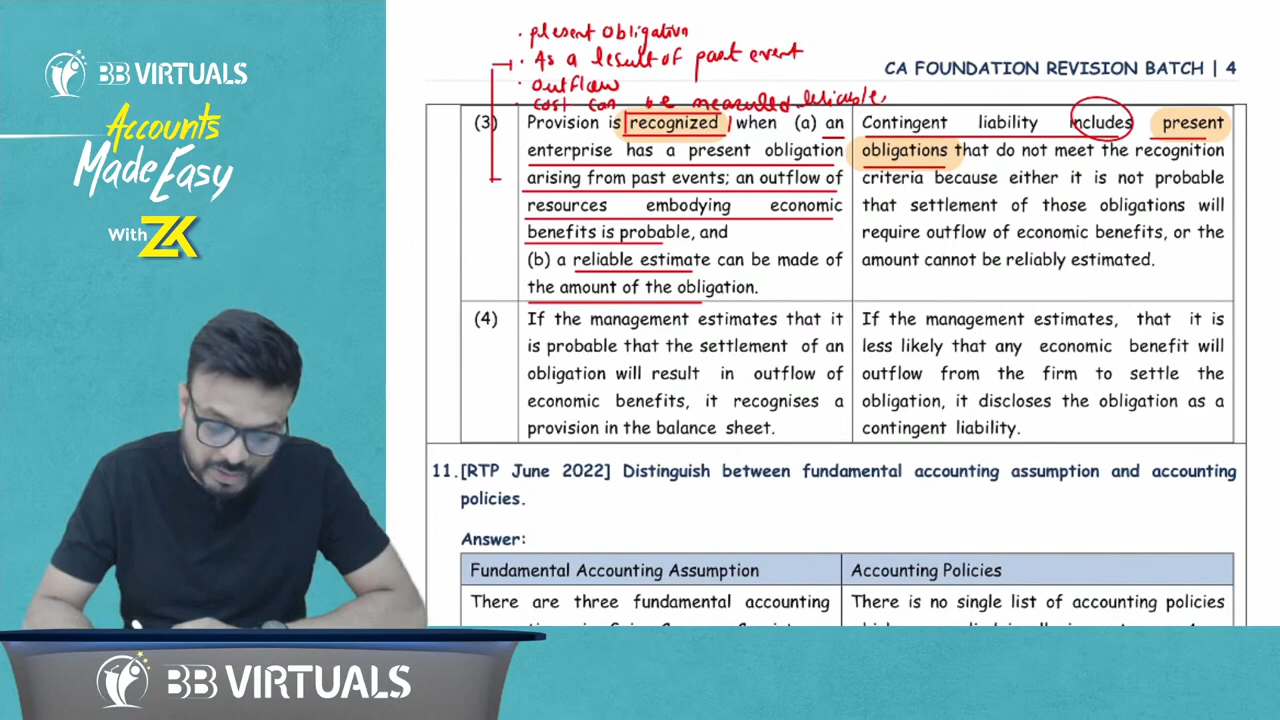 BB VIRTUALS
Accounts
Made Easy
With ZK
• present obligation
• As a result of past event
• outflow
• cost can be measured reliable,
CA FOUNDATION REVISION BATCH | 4
(3)
Provision is recognized when (a) an
enterprise has a present obligation
arising from past events; an outflow of
resources embodying economic
benefits is probable, and
(b) a reliable estimate can be made of
the amount of the obligation.
Contingent liability includes present
obligations that do not meet the recognition
criteria because either it is not probable
that settlement of those obligations will
require outflow of economic benefits, or the
amount cannot be reliably estimated.
(4)
If the management estimates that it
is probable that the settlement of an
obligation will result in outflow of
economic benefits, it recognises a
provision in the balance sheet.
If the management estimates, that it is
less likely that any economic benefit will
outflow from the firm to settle the
obligation, it discloses the obligation as a
contingent liability.
11. [RTP June 2022] Distinguish between fundamental accounting assumption and accounting
policies.
Answer:
Fundamental Accounting Assumption
Accounting Policies
There are three fundamental accounting
There is no single list of accounting policies
BB VIRTUALS